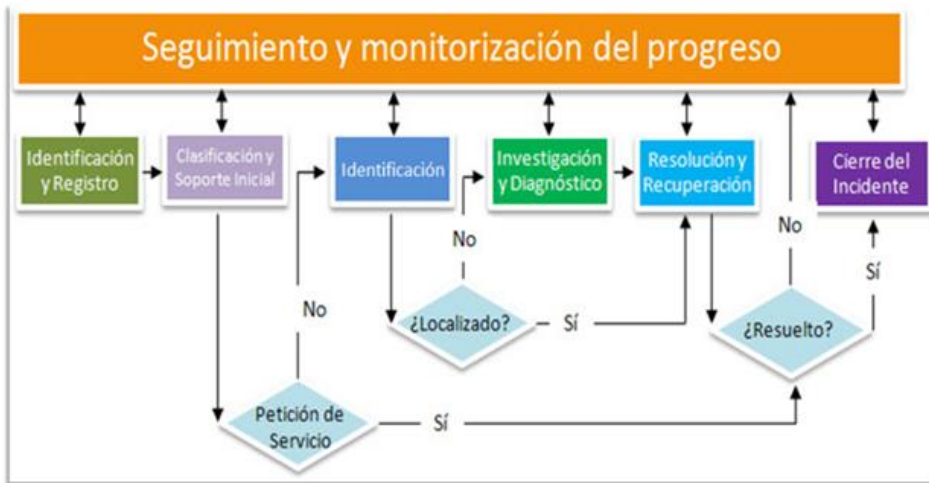 Seguimiento y monitorización del progreso
Identificación
y Registro
Clasificación y
Soporte Inicial
Identificación
Investigación
y Diagnóstico
Resolución y
Recuperación
Cierre del
Incidente
No
No
No
¿Localizado?
Sí
¿Resuelto?
Sí
Petición de
Servicio
Sí